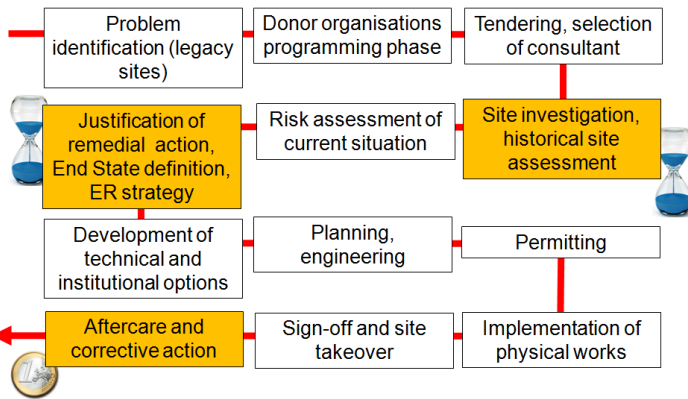 Problem
identification (legacy
sites)
Donor organisations
programming phase
Tendering, selection
of consultant
Justification of
remedial action,
End State definition,
ER strategy
Risk assessment of
current situation
Site investigation,
historical site
assessment
Development of
technical and
institutional options
Planning,
engineering
Permitting
Aftercare and
corrective action
Sign-off and site
takeover
Implementation of
physical works
1